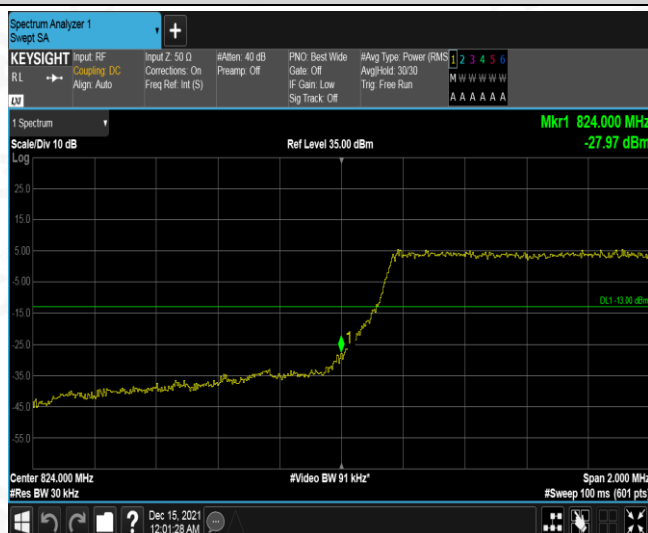 Spectrum Analyzer 1
Swept SA
+
KEYSIGHT
RL
LXI
Input: RF
Coupling: DC
Align: Auto
Input Z: 50 Ω
Corrections: On
Freq Ref: Int (S)
#Atten: 40 dB
Preamp: Off
PNO: Best Wide
Gate: Off
IF Gain: Low
Sig Track: Off
#Avg Type: Power (RMS
Avg|Hold: 30/30
Trig: Free Run
1 2 3 4 5 6
M W W W W W
A A A A A A
1 Spectrum
Mkr1 824.000 MHz
-27.97 dBm
Scale/Div 10 dB
Ref Level 35.00 dBm
Log
25.0
15.0
5.00
-5.00
-15.0
-25.0
-35.0
-45.0
-55.0
DL1 -13.00 dBm
1
Center 824.000 MHz
#Video BW 91 kHz*
Span 2.000 MHz
#Res BW 30 kHz
#Sweep 100 ms (601 pts)
?
Dec 15, 2021
12:01:28 AM